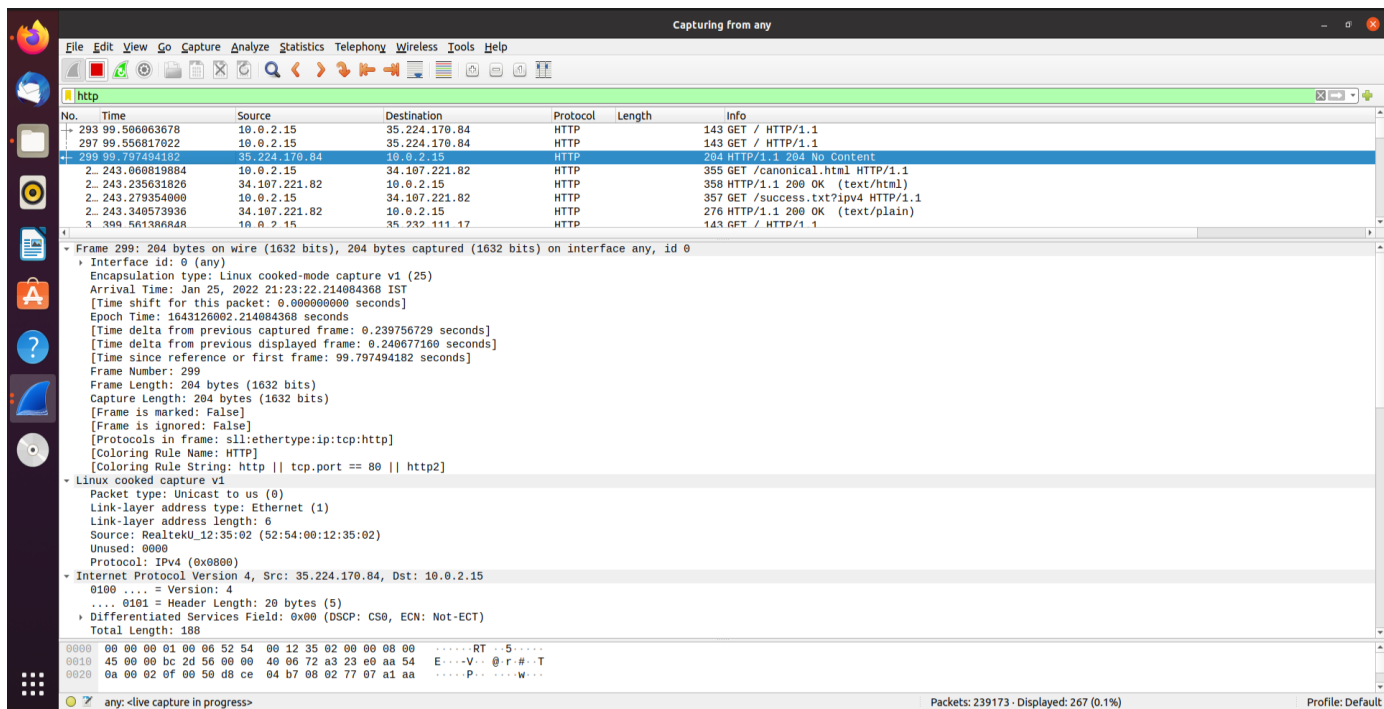 Capturing from any
File Edit View Go Capture Analyze Statistics Telephony Wireless Tools Help
http
No. Time Source Destination Protocol Length Info
293 99.506063678 10.0.2.15 35.224.170.84 HTTP 143 GET / HTTP/1.1
297 99.556817022 10.0.2.15 35.224.170.84 HTTP 143 GET / HTTP/1.1
299 99.797494182 35.224.170.84 10.0.2.15 HTTP 204 HTTP/1.1 204 No Content
2… 243.060819884 10.0.2.15 34.107.221.82 HTTP 355 GET /canonical.html HTTP/1.1
2… 243.235631826 34.107.221.82 10.0.2.15 HTTP 358 HTTP/1.1 200 OK (text/html)
2… 243.279354000 10.0.2.15 34.107.221.82 HTTP 357 GET /success.txt?ipv4 HTTP/1.1
2… 243.340573936 34.107.221.82 10.0.2.15 HTTP 276 HTTP/1.1 200 OK (text/plain)
3 399.561386848 10.0.2.15 35.232.111.17 HTTP 143 GET / HTTP/1.1
Frame 299: 204 bytes on wire (1632 bits), 204 bytes captured (1632 bits) on interface any, id 0
Interface id: 0 (any)
Encapsulation type: Linux cooked-mode capture v1 (25)
Arrival Time: Jan 25, 2022 21:23:22.214084368 IST
[Time shift for this packet: 0.000000000 seconds]
Epoch Time: 1643126002.214084368 seconds
[Time delta from previous captured frame: 0.239756729 seconds]
[Time delta from previous displayed frame: 0.240677160 seconds]
[Time since reference or first frame: 99.797494182 seconds]
Frame Number: 299
Frame Length: 204 bytes (1632 bits)
Capture Length: 204 bytes (1632 bits)
[Frame is marked: False]
[Frame is ignored: False]
[Protocols in frame: sll:ethertype:ip:tcp:http]
[Coloring Rule Name: HTTP]
[Coloring Rule String: http || tcp.port == 80 || http2]
Linux cooked capture v1
Packet type: Unicast to us (0)
Link-layer address type: Ethernet (1)
Link-layer address length: 6
Source: RealtekU_12:35:02 (52:54:00:12:35:02)
Unused: 0000
Protocol: IPv4 (0x0800)
Internet Protocol Version 4, Src: 35.224.170.84, Dst: 10.0.2.15
0100 .... = Version: 4
.... 0101 = Header Length: 20 bytes (5)
Differentiated Services Field: 0x00 (DSCP: CS0, ECN: Not-ECT)
Total Length: 188
0000 00 00 00 01 00 06 52 54 00 12 35 02 00 00 08 00 ······RT ··5·····
0010 45 00 00 bc 2d 56 00 00 40 06 72 a3 23 e0 aa 54 E···-V·· @·r·#··T
0020 0a 00 02 0f 00 50 d8 ce 04 b7 08 02 77 07 a1 aa ·····P·· ····w···
any: <live capture in progress> Packets: 239173 · Displayed: 267 (0.1%) Profile: Default